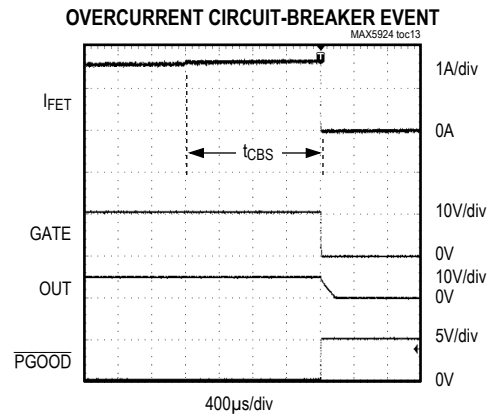 OVERCURRENT CIRCUIT-BREAKER EVENT
MAX5924 toc13
T
1A/div
IFET
0A
tCBS
10V/div
GATE
0V
10V/div
OUT
0V
5V/div
PGOOD
0V
400µs/div